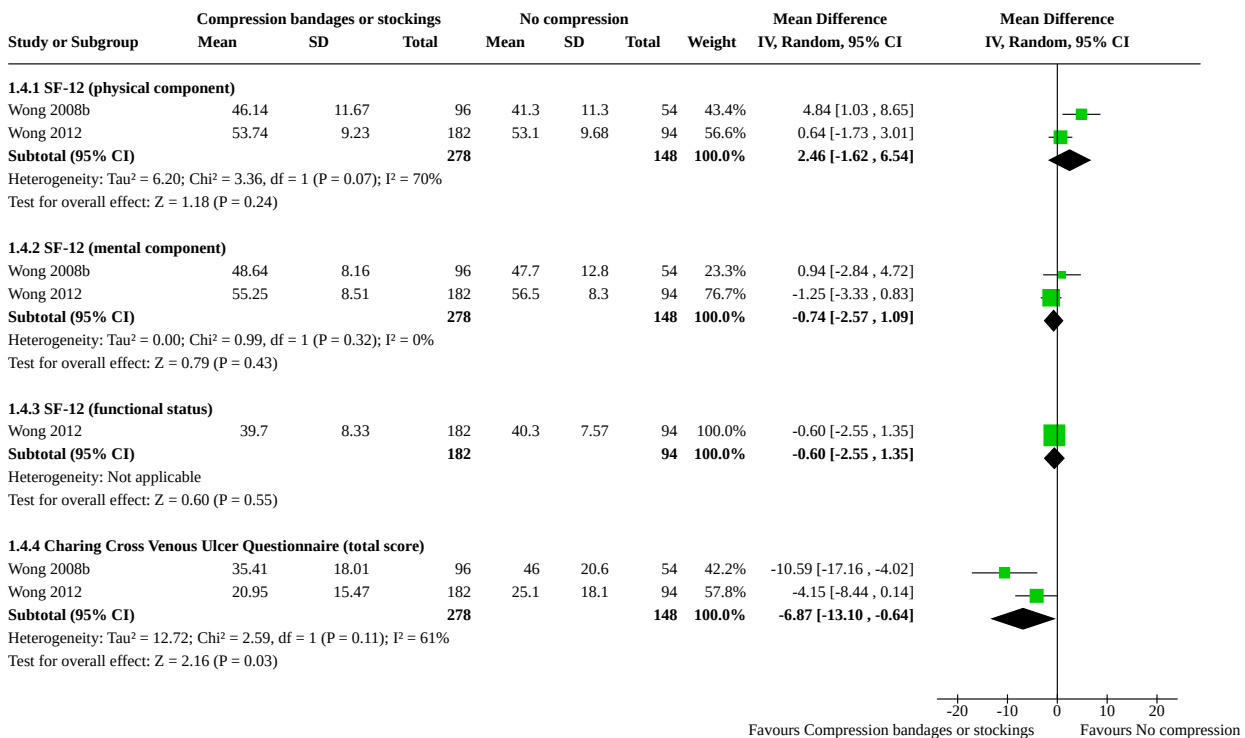 Compression bandages or stockings No compression Mean Difference Mean Difference
Study or Subgroup Mean SD Total Mean SD Total Weight IV, Random, 95% CI IV, Random, 95% CI
1.4.1 SF-12 (physical component)
Wong 2008b 46.14 11.67 96 41.3 11.3 54 43.4% 4.84 [1.03 , 8.65]
Wong 2012 53.74 9.23 182 53.1 9.68 94 56.6% 0.64 [-1.73 , 3.01]
Subtotal (95% CI) 278 148 100.0% 2.46 [-1.62 , 6.54]
Heterogeneity: Tau² = 6.20; Chi² = 3.36, df = 1 (P = 0.07); I² = 70%
Test for overall effect: Z = 1.18 (P = 0.24)
1.4.2 SF-12 (mental component)
Wong 2008b 48.64 8.16 96 47.7 12.8 54 23.3% 0.94 [-2.84 , 4.72]
Wong 2012 55.25 8.51 182 56.5 8.3 94 76.7% -1.25 [-3.33 , 0.83]
Subtotal (95% CI) 278 148 100.0% -0.74 [-2.57 , 1.09]
Heterogeneity: Tau² = 0.00; Chi² = 0.99, df = 1 (P = 0.32); I² = 0%
Test for overall effect: Z = 0.79 (P = 0.43)
1.4.3 SF-12 (functional status)
Wong 2012 39.7 8.33 182 40.3 7.57 94 100.0% -0.60 [-2.55 , 1.35]
Subtotal (95% CI) 182 94 100.0% -0.60 [-2.55 , 1.35]
Heterogeneity: Not applicable
Test for overall effect: Z = 0.60 (P = 0.55)
1.4.4 Charing Cross Venous Ulcer Questionnaire (total score)
Wong 2008b 35.41 18.01 96 46 20.6 54 42.2% -10.59 [-17.16 , -4.02]
Wong 2012 20.95 15.47 182 25.1 18.1 94 57.8% -4.15 [-8.44 , 0.14]
Subtotal (95% CI) 278 148 100.0% -6.87 [-13.10 , -0.64]
Heterogeneity: Tau² = 12.72; Chi² = 2.59, df = 1 (P = 0.11); I² = 61%
Test for overall effect: Z = 2.16 (P = 0.03)
-20 -10 0 10 20
Favours Compression bandages or stockings Favours No compression